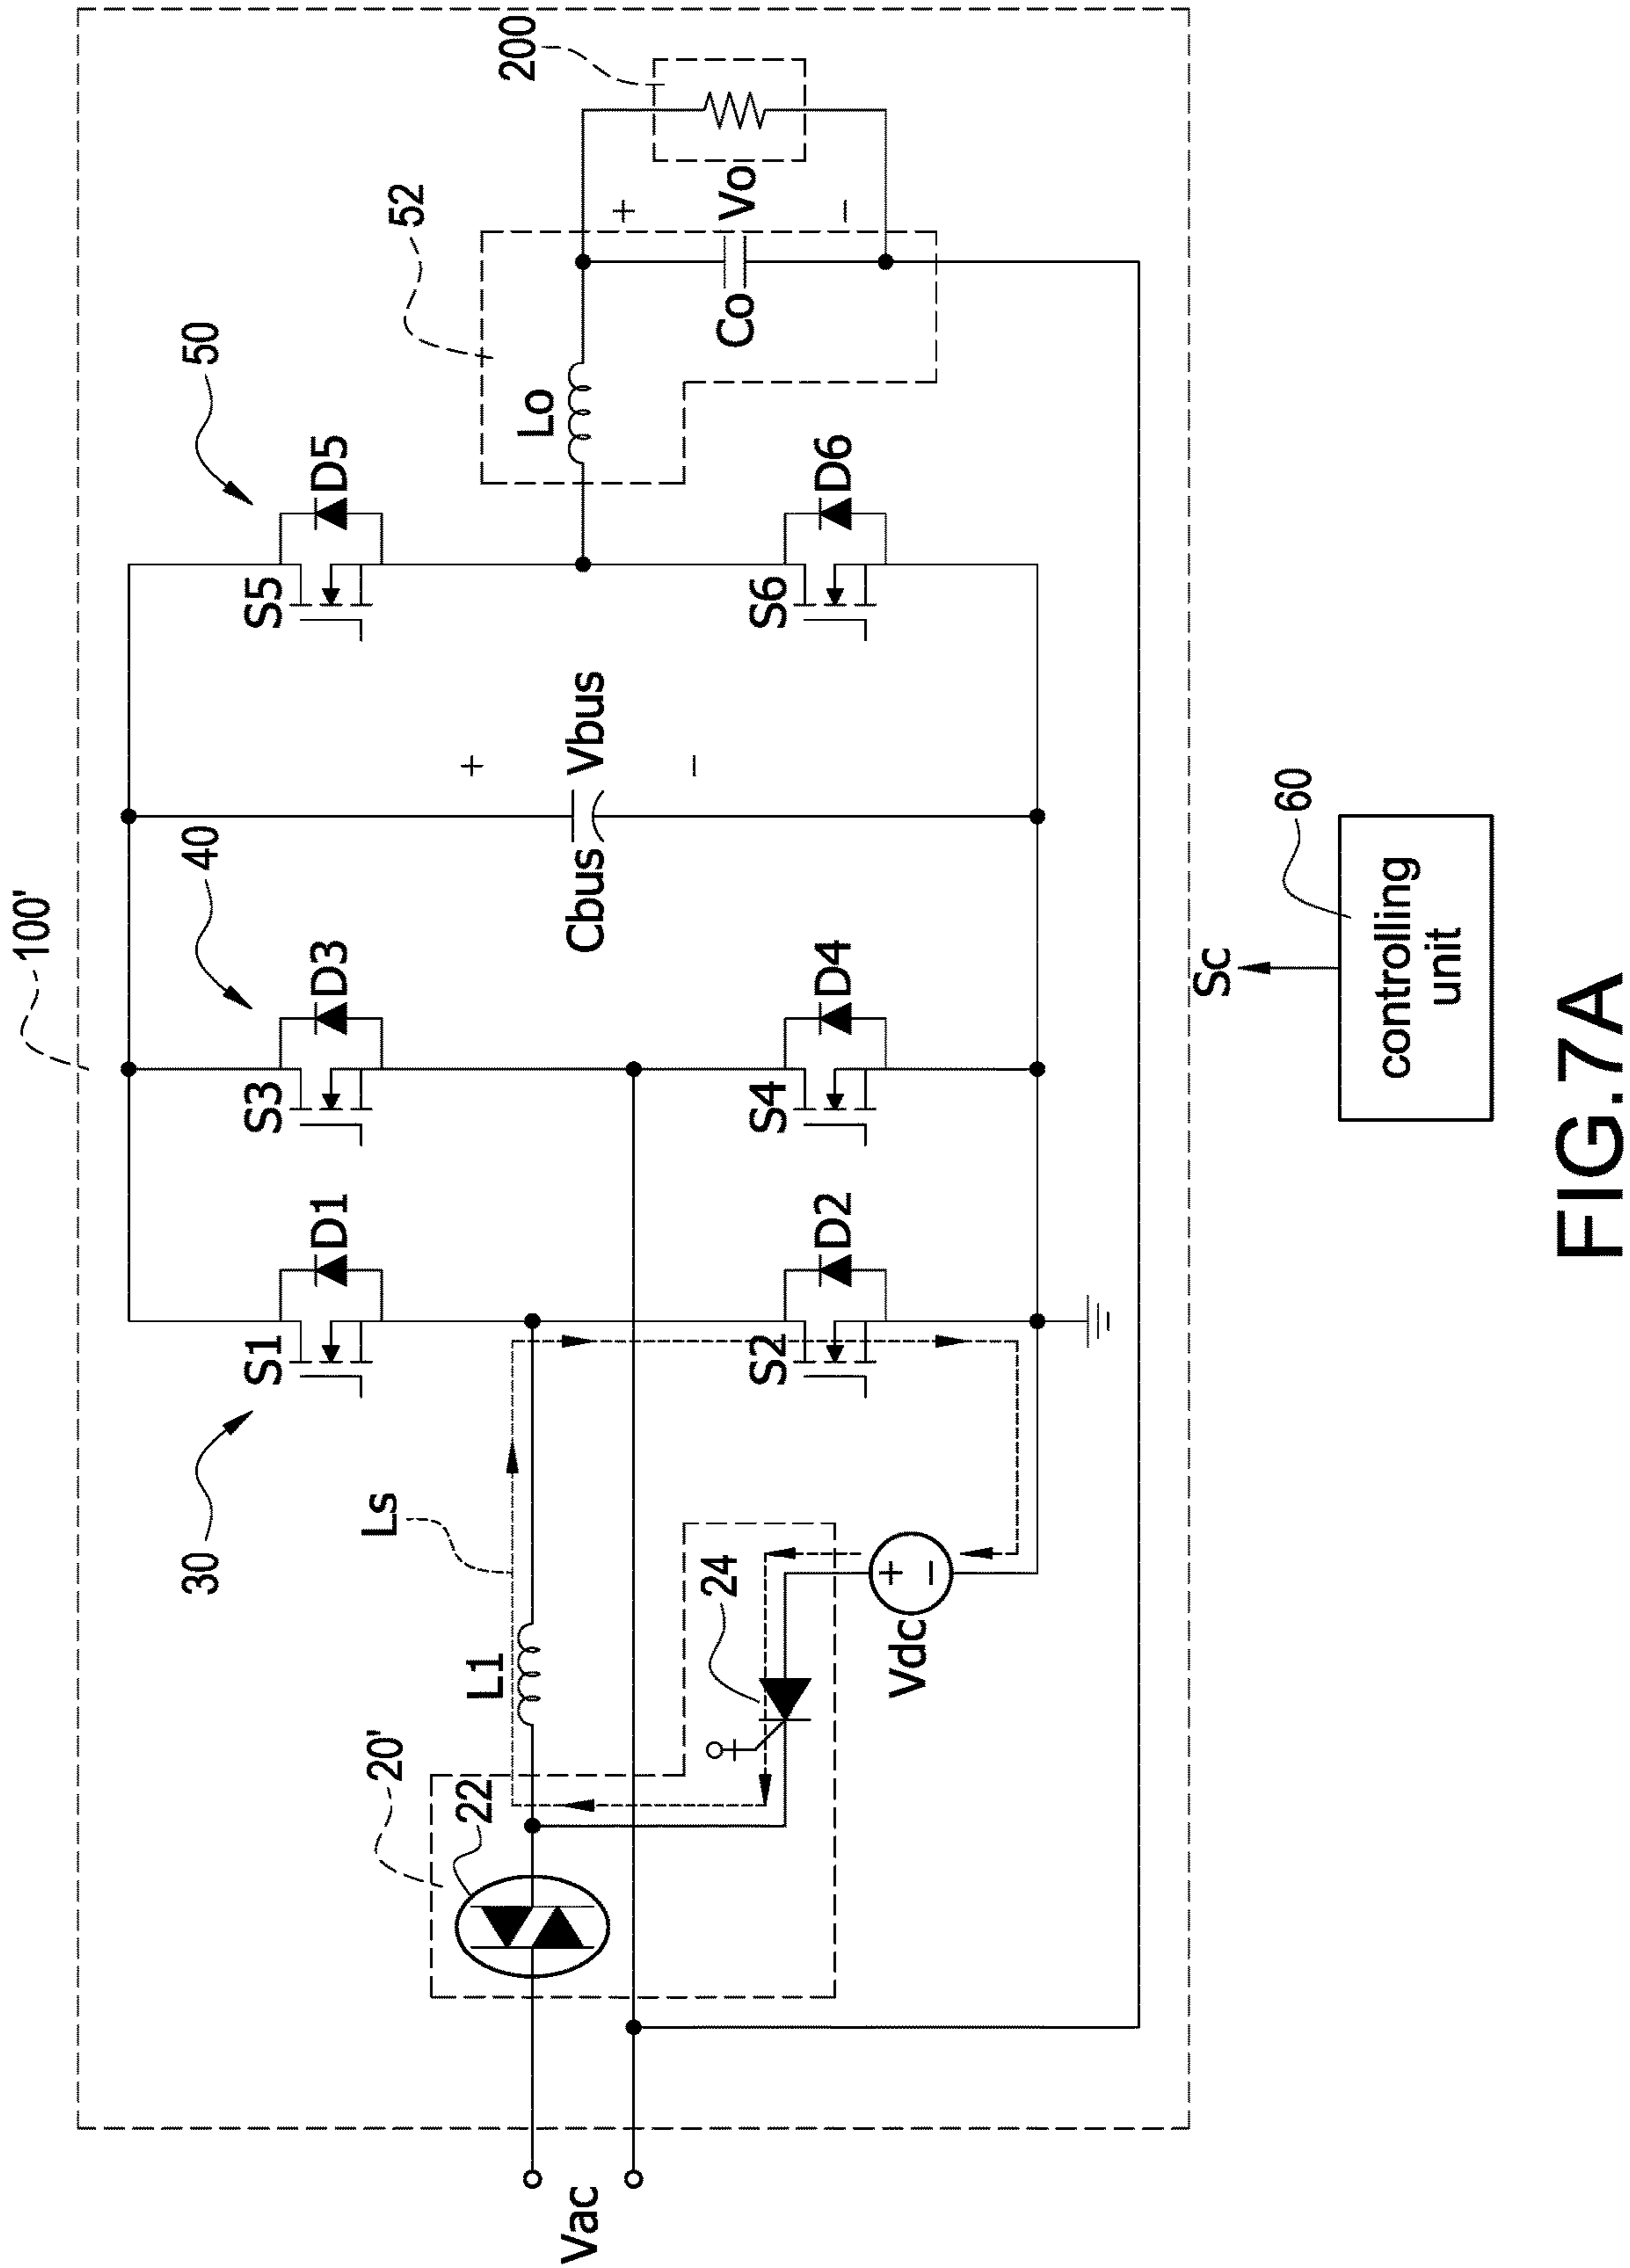 100'
30
40
50
52
200
S1
D1
S3
D3
S5
D5
20'
22
L1
Ls
Lo
+
+
Vac
24
Cbus
Vbus
Co
Vo
−
−
S2
D2
S4
D4
S6
D6
Vdc
+
−
Sc
60
controlling
unit
FIG.7A